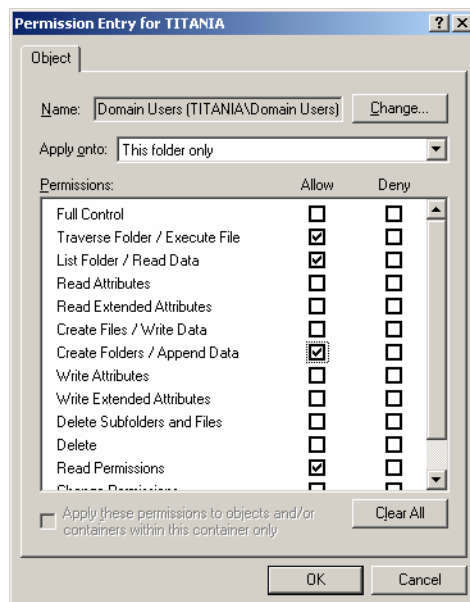 Permission Entry for TITANIA
Object
Name: Domain Users (TITANIA\Domain Users) Change...
Apply onto: This folder only
Permissions: Allow Deny
Full Control
Traverse Folder / Execute File
List Folder / Read Data
Read Attributes
Read Extended Attributes
Create Files / Write Data
Create Folders / Append Data
Write Attributes
Write Extended Attributes
Delete Subfolders and Files
Delete
Read Permissions
Change Permissions
Apply these permissions to objects and/or Clear All
containers within this container only
OK Cancel